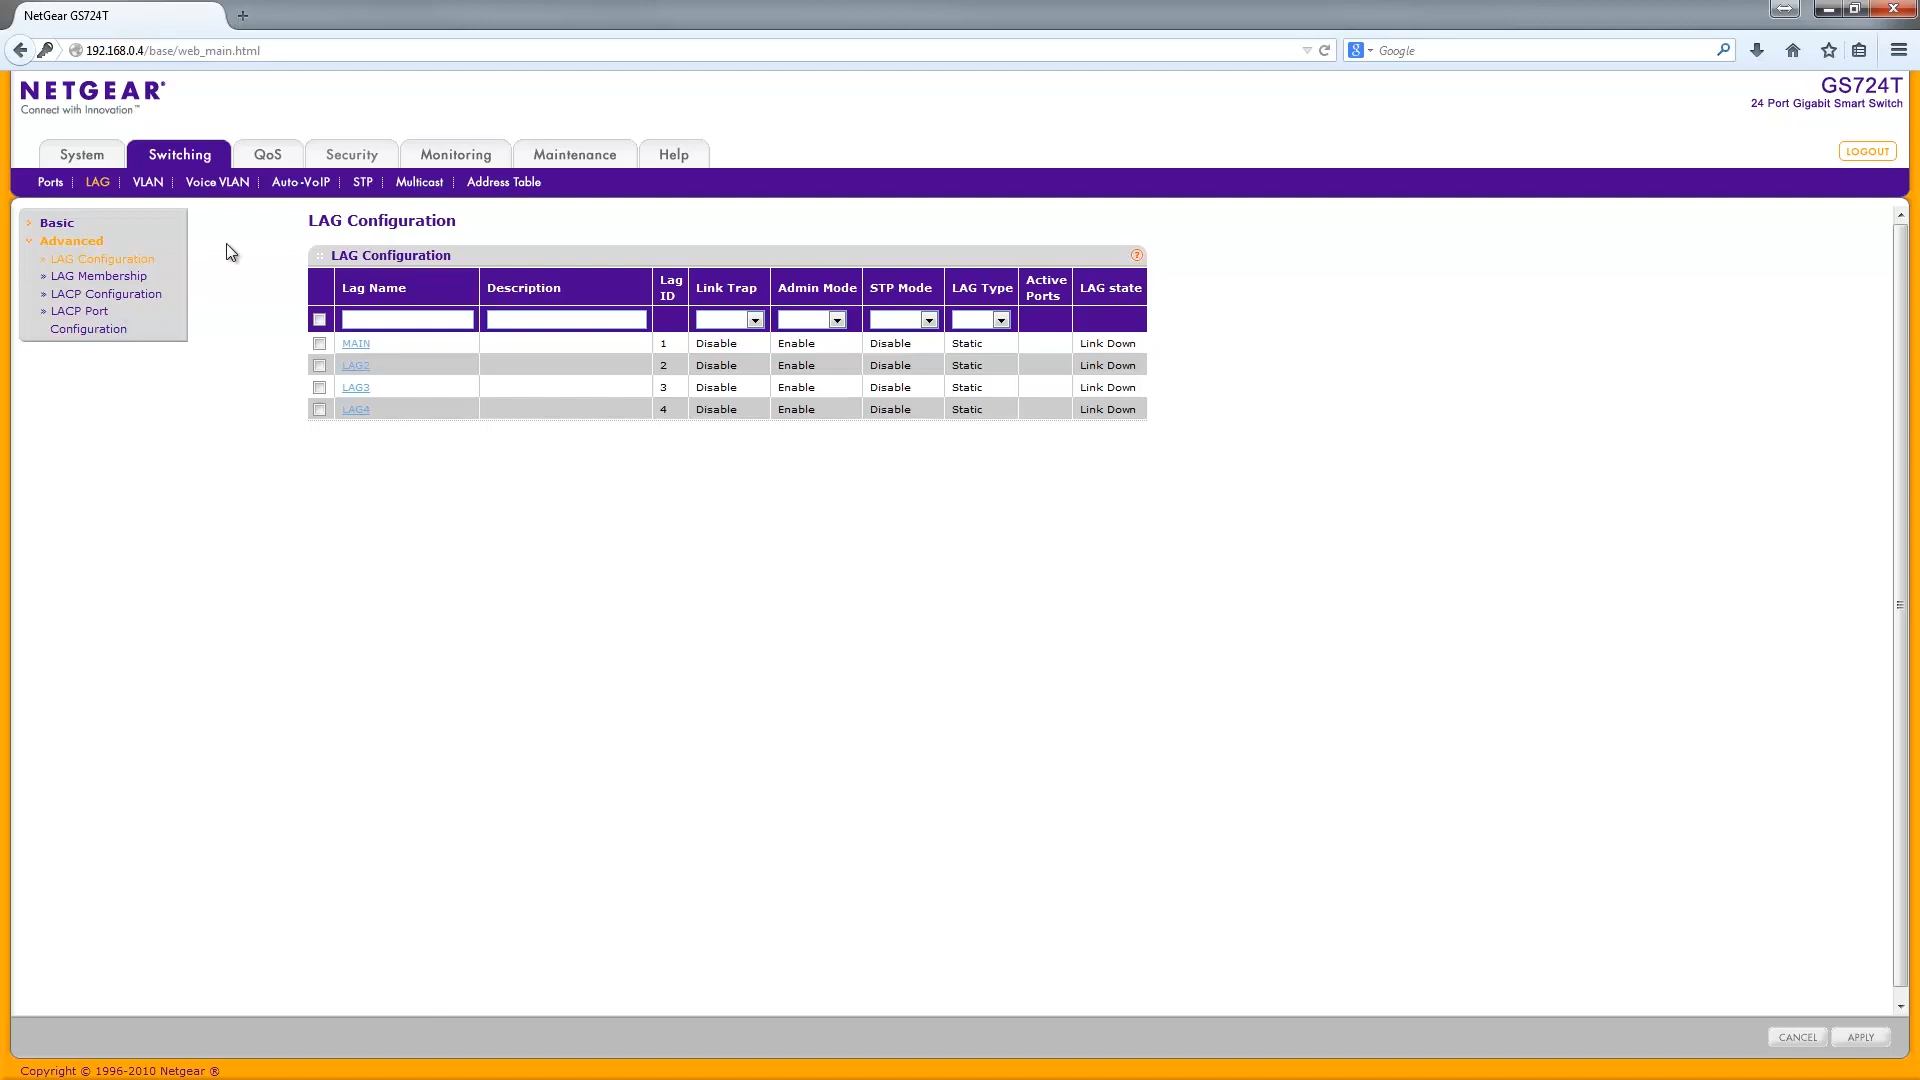 NetGear GS724T
192.168.0.4/base/web_main.html
Google
NETGEAR®
Connect with Innovation™
GS724T
24 Port Gigabit Smart Switch
System Switching QoS Security Monitoring Maintenance Help
LOGOUT
Ports LAG VLAN Voice VLAN Auto-VoIP STP Multicast Address Table
Basic
Advanced
» LAG Configuration
» LAG Membership
» LACP Configuration
» LACP Port
Configuration
LAG Configuration
LAG Configuration
Lag Name Description Lag ID Link Trap Admin Mode STP Mode LAG Type Active Ports LAG state
MAIN 1 Disable Enable Disable Static Link Down
LAG2 2 Disable Enable Disable Static Link Down
LAG3 3 Disable Enable Disable Static Link Down
LAG4 4 Disable Enable Disable Static Link Down
CANCEL APPLY
Copyright © 1996-2010 Netgear ®